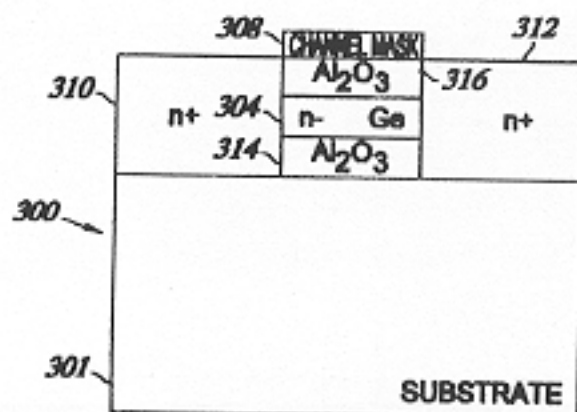 308
CHANNEL MASK
312
310
Al₂O₃
316
n+
304
n-
Ge
n+
314
Al₂O₃
300
301
SUBSTRATE